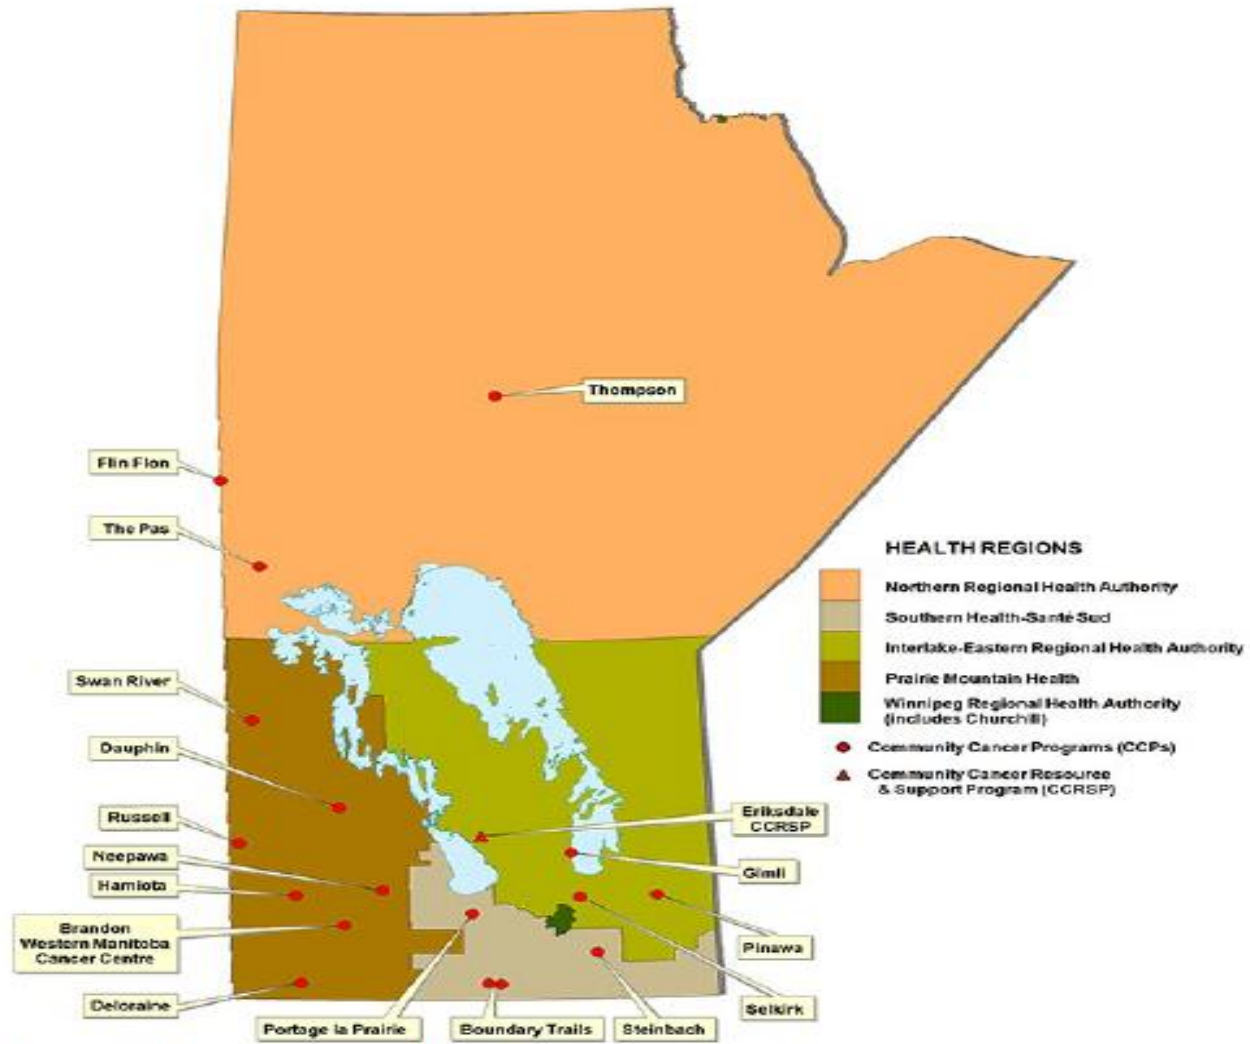 Thompson
Flin Flon
The Pas
HEALTH REGIONS
Northern Regional Health Authority
Southern Health-Santé Sud
Interlake-Eastern Regional Health Authority
Prairie Mountain Health
Winnipeg Regional Health Authority
(includes Churchill)
Community Cancer Programs (CCPs)
Community Cancer Resource
& Support Program (CCRSP)
Swan River
Dauphin
Russell
Neepawa
Hamiota
Brandon
Western Manitoba
Cancer Centre
Deloraine
Eriksdale
CCRSP
Gimli
Pinawa
Selkirk
Portage la Prairie
Boundary Trails
Steinbach